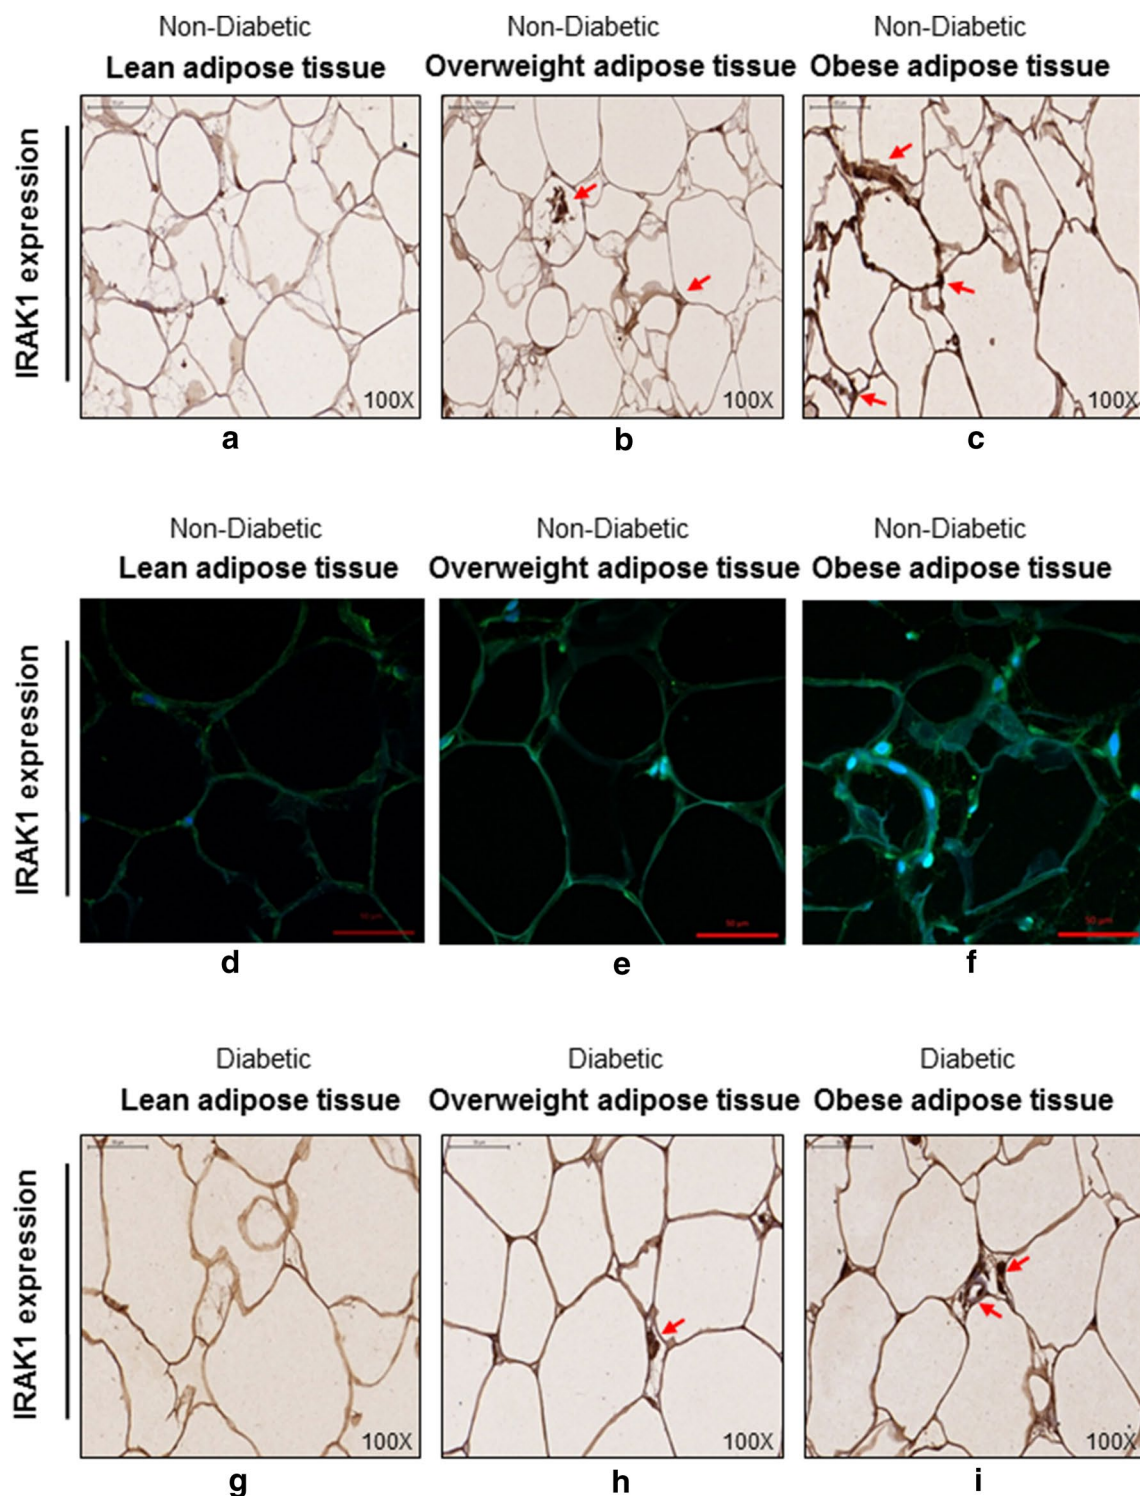 Non-Diabetic Non-Diabetic Non-Diabetic
Lean adipose tissue Overweight adipose tissue Obese adipose tissue
IRAK1 expression
100X 100X 100X
a b c
Non-Diabetic Non-Diabetic Non-Diabetic
Lean adipose tissue Overweight adipose tissue Obese adipose tissue
IRAK1 expression
50 µm
d e f
Diabetic Diabetic Diabetic
Lean adipose tissue Overweight adipose tissue Obese adipose tissue
IRAK1 expression
100X 100X 100X
g h i